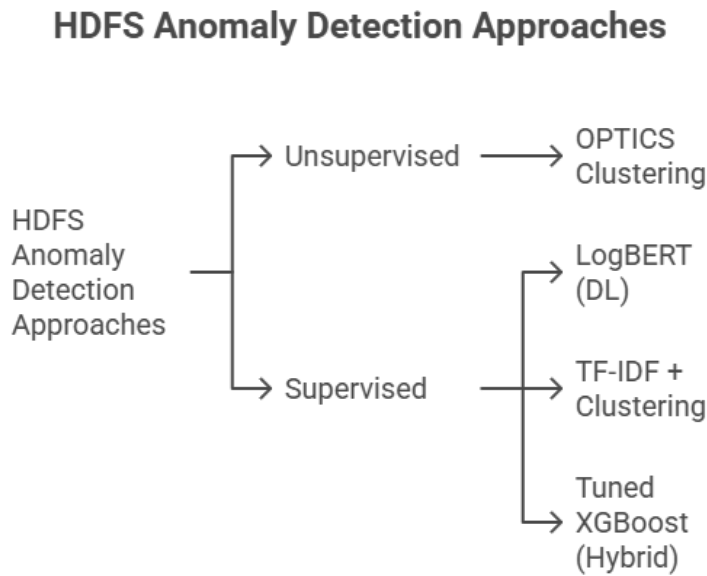 HDFS Anomaly Detection Approaches
HDFS
Anomaly
Detection
Approaches
Unsupervised
OPTICS
Clustering
Supervised
LogBERT
(DL)
TF-IDF +
Clustering
Tuned
XGBoost
(Hybrid)